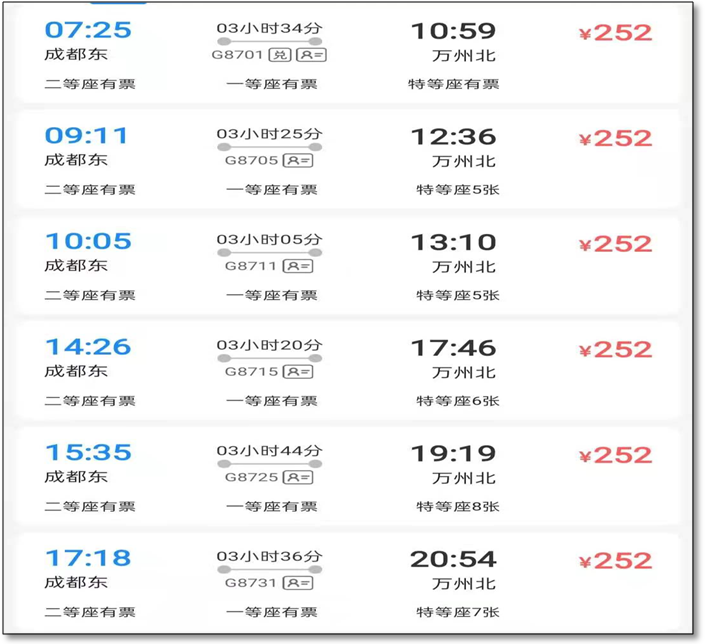 07:25 03小时34分 10:59 ¥252
成都东 G8701 兑 万州北
二等座有票 一等座有票 特等座有票
09:11 03小时25分 12:36 ¥252
成都东 G8705 万州北
二等座有票 一等座有票 特等座5张
10:05 03小时05分 13:10 ¥252
成都东 G8711 万州北
二等座有票 一等座有票 特等座5张
14:26 03小时20分 17:46 ¥252
成都东 G8715 万州北
二等座有票 一等座有票 特等座6张
15:35 03小时44分 19:19 ¥252
成都东 G8725 万州北
二等座有票 一等座有票 特等座8张
17:18 03小时36分 20:54 ¥252
成都东 G8731 万州北
二等座有票 一等座有票 特等座7张